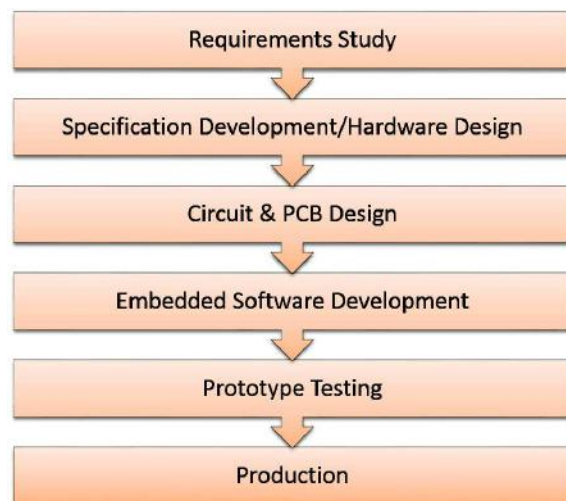 Requirements Study
Specification Development/Hardware Design
Circuit & PCB Design
Embedded Software Development
Prototype Testing
Production